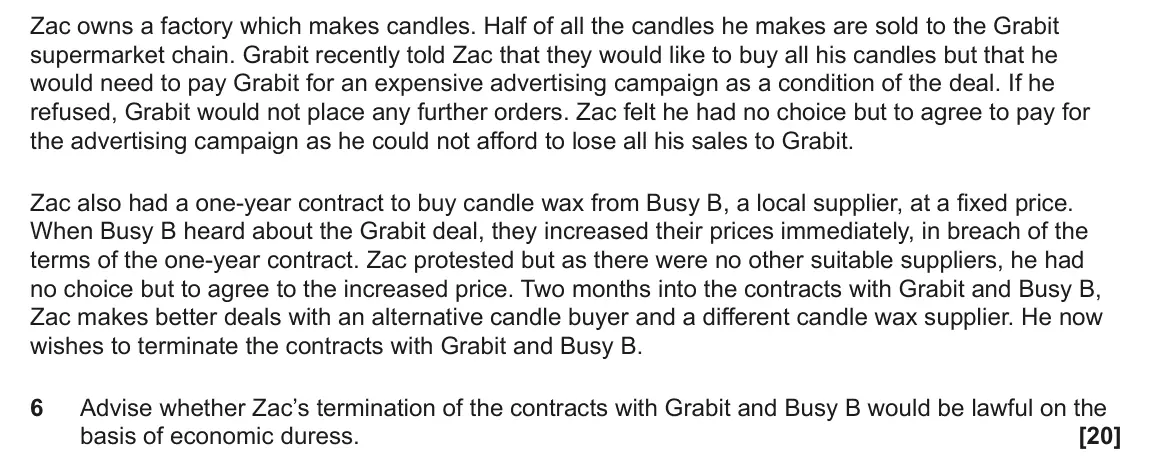 Zac owns a factory which makes candles. Half of all the candles he makes are sold to the Grabit
supermarket chain. Grabit recently told Zac that they would like to buy all his candles but that he
would need to pay Grabit for an expensive advertising campaign as a condition of the deal. If he
refused, Grabit would not place any further orders. Zac felt he had no choice but to agree to pay for
the advertising campaign as he could not afford to lose all his sales to Grabit.
Zac also had a one-year contract to buy candle wax from Busy B, a local supplier, at a fixed price.
When Busy B heard about the Grabit deal, they increased their prices immediately, in breach of the
terms of the one-year contract. Zac protested but as there were no other suitable suppliers, he had
no choice but to agree to the increased price. Two months into the contracts with Grabit and Busy B,
Zac makes better deals with an alternative candle buyer and a different candle wax supplier. He now
wishes to terminate the contracts with Grabit and Busy B.
6 Advise whether Zac’s termination of the contracts with Grabit and Busy B would be lawful on the
basis of economic duress. [20]